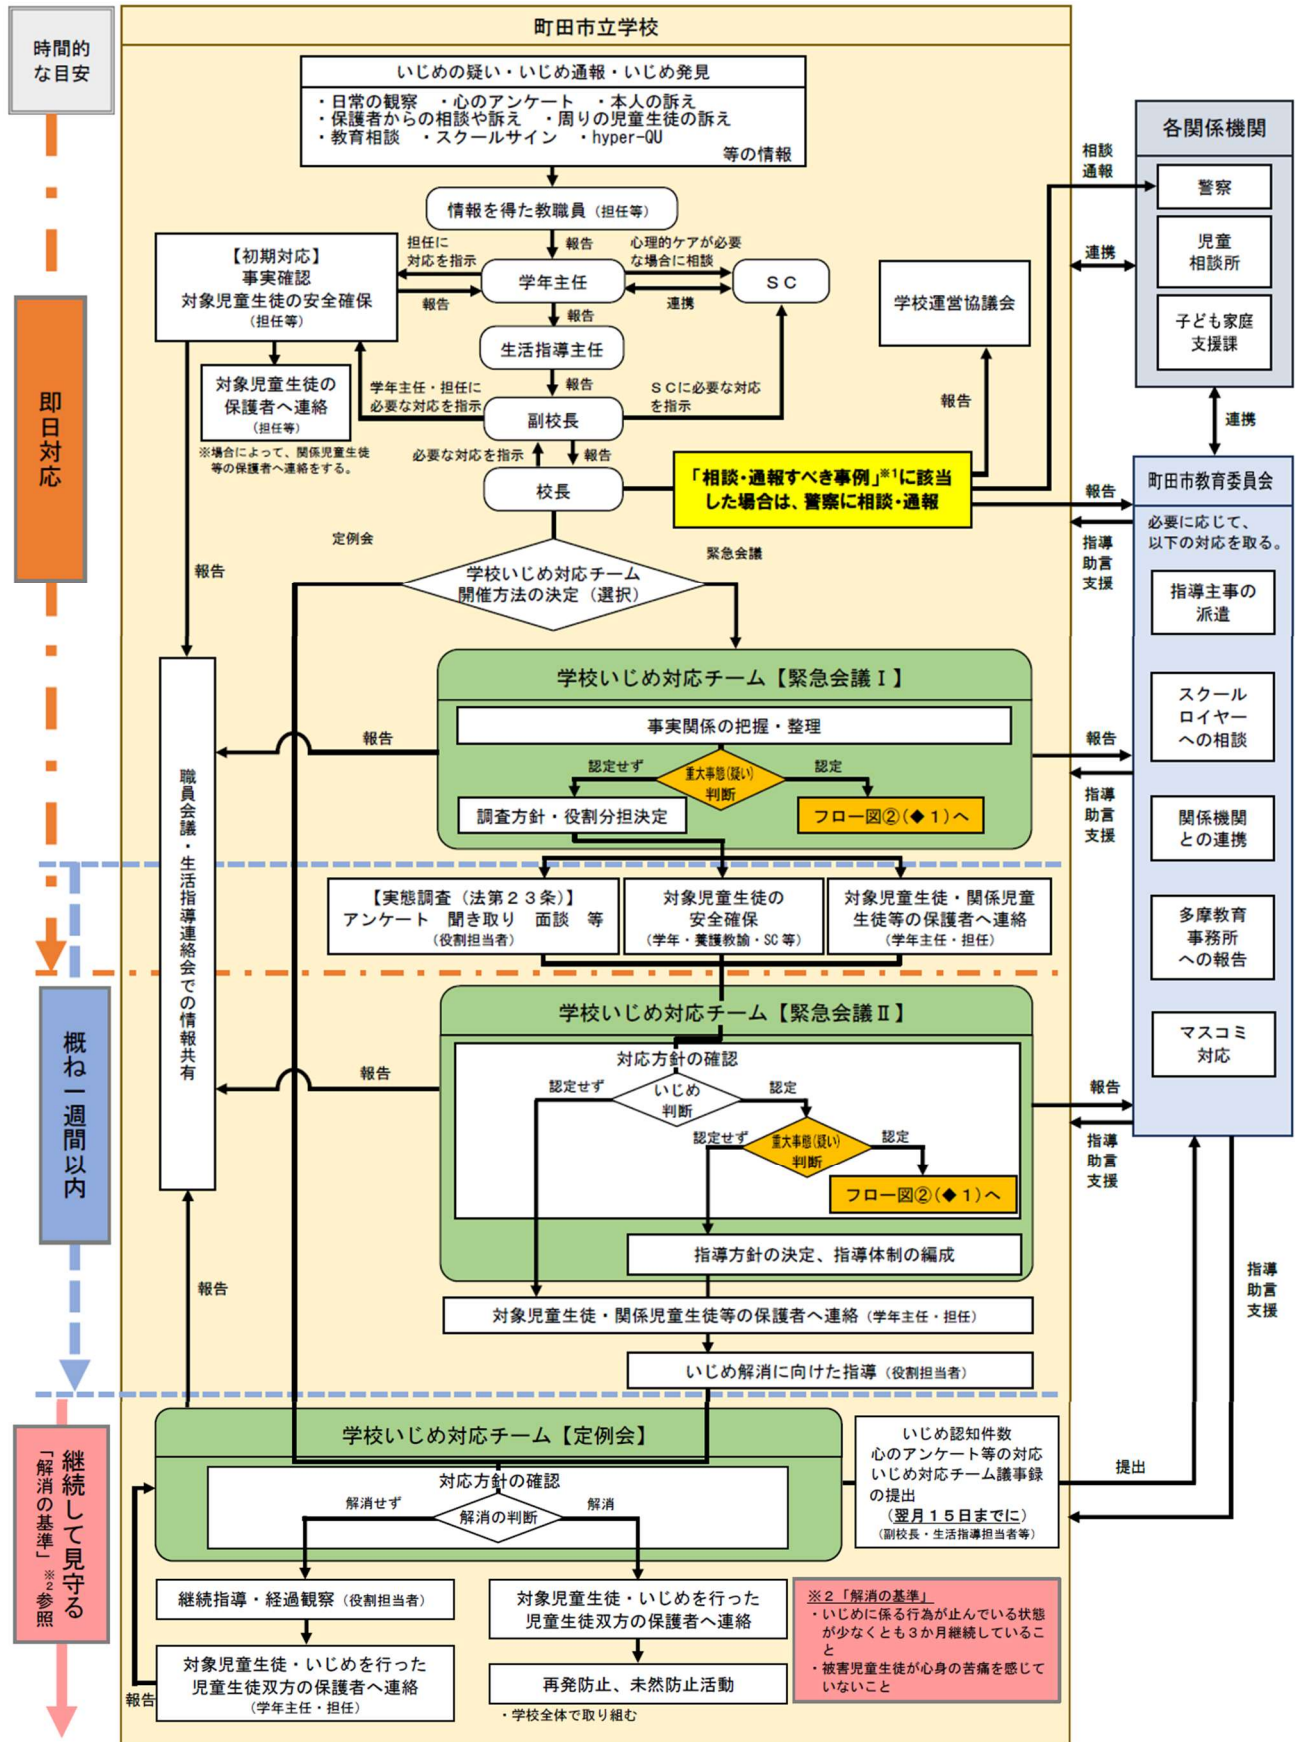 時間的
な目安
即日対応
概ね一週間以内
継続して見守る
「解消の基準」※2参照
町田市立学校
いじめの疑い・いじめ通報・いじめ発見
・日常の観察　・心のアンケート　・本人の訴え
・保護者からの相談や訴え　・周りの児童生徒の訴え
・教育相談　・スクールサイン　・hyper-QU
等の情報
情報を得た教職員（担任等）
報告
担任に
対応を指示
心理的ケアが必要
な場合に相談
【初期対応】
事実確認
対象児童生徒の安全確保
（担任等）
報告
学年主任
連携
ＳＣ
報告
生活指導主任
報告
対象児童生徒の
保護者へ連絡
（担任等）
※場合によって、関係児童生徒
等の保護者へ連絡をする。
学年主任・担任に
必要な対応を指示
副校長
ＳＣに必要な対応
を指示
必要な対応を指示
報告
校長
学校運営協議会
報告
「相談・通報すべき事例」※1に該当
した場合は、警察に相談・通報
定例会
緊急会議
報告
学校いじめ対応チーム
開催方法の決定（選択）
職員会議・生活指導連絡会での情報共有
学校いじめ対応チーム【緊急会議Ⅰ】
事実関係の把握・整理
報告
認定せず
重大事態(疑い)
判断
認定
調査方針・役割分担決定
フロー図②(◆１)へ
【実態調査（法第２３条）】
アンケート　聞き取り　面談　等
（役割担当者）
対象児童生徒の
安全確保
（学年・養護教諭・SC 等）
対象児童生徒・関係児童
生徒等の保護者へ連絡
（学年主任・担任）
学校いじめ対応チーム【緊急会議Ⅱ】
対応方針の確認
報告
認定せず
いじめ
判断
認定
認定せず
重大事態(疑い)
判断
認定
フロー図②(◆１)へ
指導方針の決定、指導体制の編成
報告
対象児童生徒・関係児童生徒等の保護者へ連絡（学年主任・担任）
いじめ解消に向けた指導（役割担当者）
学校いじめ対応チーム【定例会】
対応方針の確認
解消せず
解消の判断
解消
いじめ認知件数
心のアンケート等の対応
いじめ対応チーム議事録
の提出
（翌月１５日までに）
（副校長・生活指導担当者等）
継続指導・経過観察（役割担当者）
対象児童生徒・いじめを行った
児童生徒双方の保護者へ連絡
（学年主任・担任）
報告
対象児童生徒・いじめを行った
児童生徒双方の保護者へ連絡
再発防止、未然防止活動
・学校全体で取り組む
※２「解消の基準」
・いじめに係る行為が止んでいる状態
が少なくとも３か月継続しているこ
と
・被害児童生徒が心身の苦痛を感じて
いないこと
相談
通報
連携
各関係機関
警察
児童
相談所
子ども家庭
支援課
連携
報告
指導
助言
支援
町田市教育委員会
必要に応じて、
以下の対応を取る。
指導主事の
派遣
スクール
ロイヤー
への相談
関係機関
との連携
多摩教育
事務所
への報告
マスコミ
対応
報告
指導
助言
支援
報告
指導
助言
支援
提出
指導
助言
支援